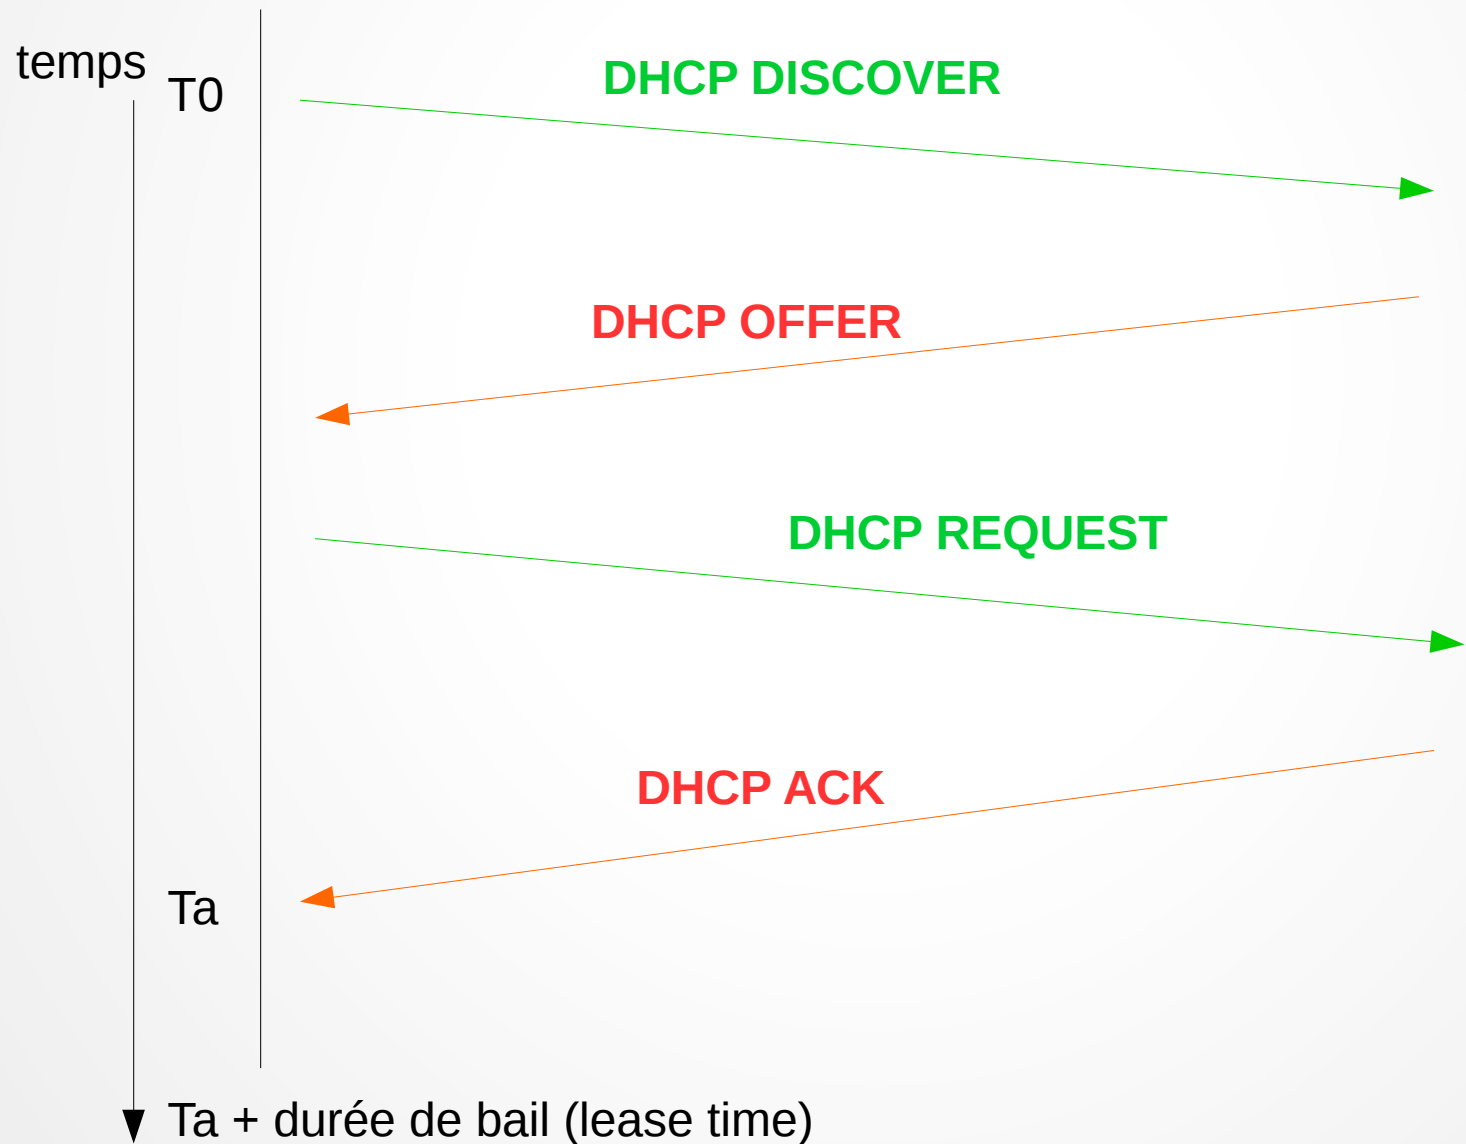 temps
T0
DHCP DISCOVER
DHCP OFFER
DHCP REQUEST
DHCP ACK
Ta
Ta + durée de bail (lease time)